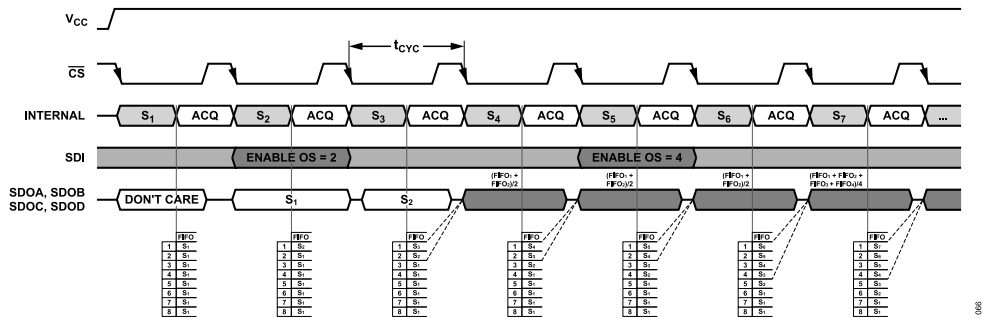 VCC
tCYC
CS
INTERNAL S1 ACQ S2 ACQ S3 ACQ S4 ACQ S5 ACQ S6 ACQ S7 ACQ ...
SDI ENABLE OS = 2 ENABLE OS = 4
(FIFO1 + FIFO2)/2 (FIFO1 + FIFO2)/2 (FIFO1 + FIFO2)/2 (FIFO1 + FIFO2 + FIFO3 + FIFO4)/4
SDOA, SDOB
SDOC, SDOD
DON'T CARE S1 S2
FIFO FIFO FIFO FIFO FIFO FIFO FIFO
1 S1 1 S2 1 S3 1 S4 1 S5 1 S6 1 S7
2 S1 2 S1 2 S2 2 S3 2 S4 2 S5 2 S6
3 S1 3 S1 3 S1 3 S2 3 S3 3 S4 3 S5
4 S1 4 S1 4 S1 4 S1 4 S2 4 S3 4 S4
5 S1 5 S1 5 S1 5 S1 5 S1 5 S2 5 S3
6 S1 6 S1 6 S1 6 S1 6 S1 6 S1 6 S2
7 S1 7 S1 7 S1 7 S1 7 S1 7 S1 7 S1
8 S1 8 S1 8 S1 8 S1 8 S1 8 S1 8 S1
066